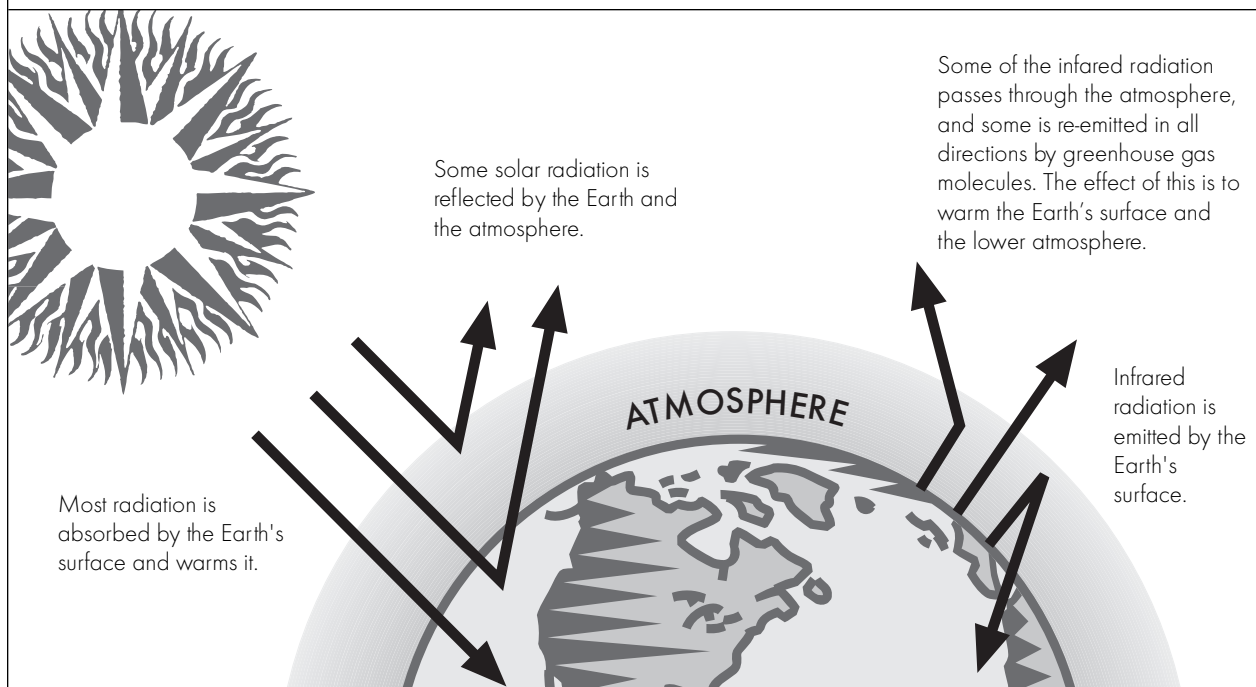 Some solar radiation is
reflected by the Earth and
the atmosphere.
Some of the infared radiation
passes through the atmosphere,
and some is re-emitted in all
directions by greenhouse gas
molecules. The effect of this is to
warm the Earth’s surface and
the lower atmosphere.
ATMOSPHERE
Infrared
radiation is
emitted by the
Earth's
surface.
Most radiation is
absorbed by the Earth's
surface and warms it.